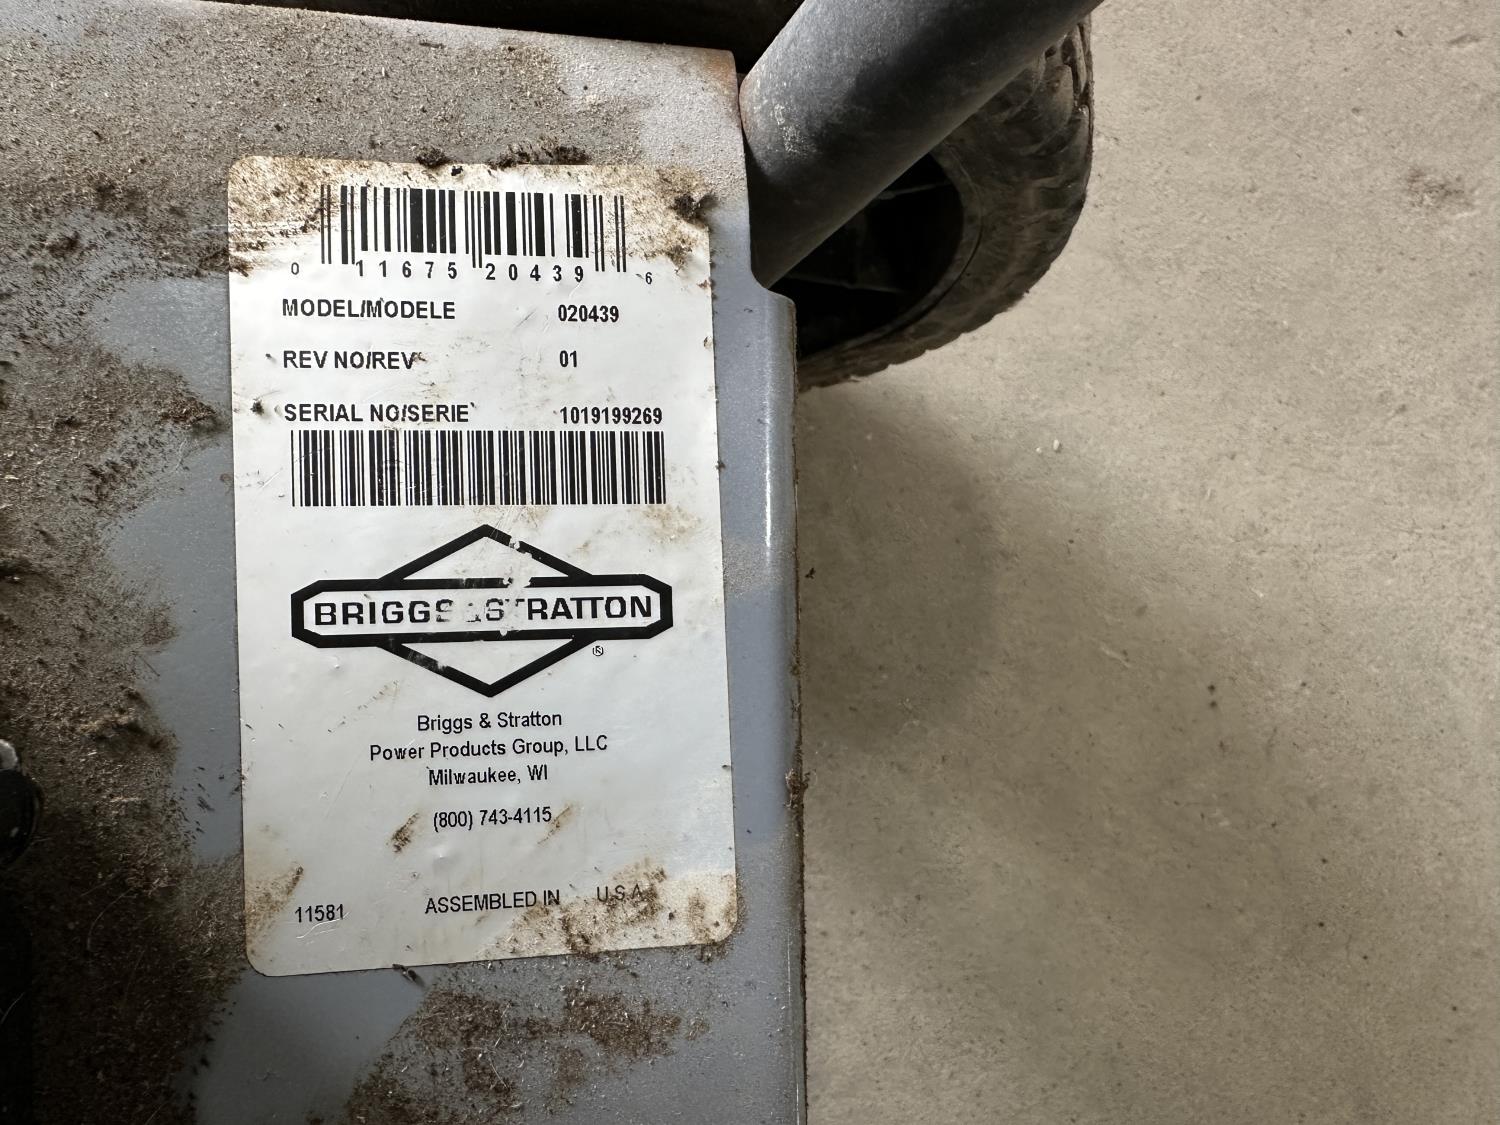 0 11675 20439 6
MODEL/MODELE 020439
REV NO/REV 01
SERIAL NO/SERIE 1019199269
BRIGGS & STRATTON
®
Briggs & Stratton
Power Products Group, LLC
Milwaukee, WI
(800) 743-4115
11581 ASSEMBLED IN U.S.A.